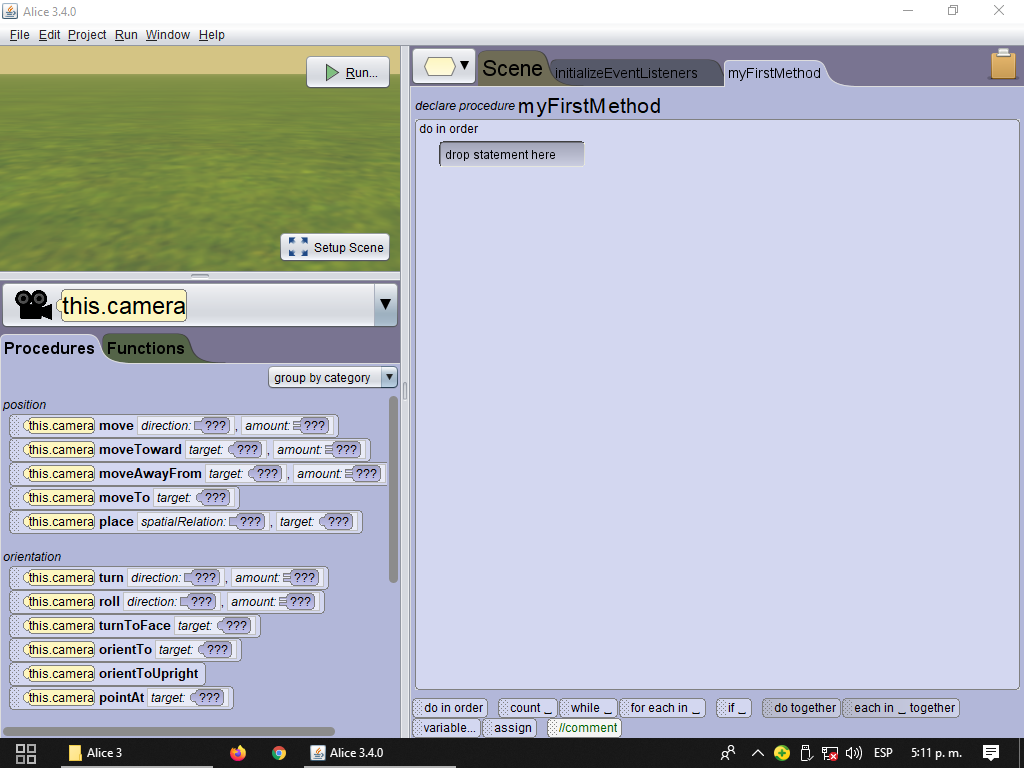 Alice 3.4.0
File Edit Project Run Window Help
Run...
Setup Scene
this.camera
Procedures Functions
group by category
position
this.camera move direction: ??? , amount: ???
this.camera moveToward target: ??? , amount: ???
this.camera moveAwayFrom target: ??? , amount: ???
this.camera moveTo target: ???
this.camera place spatialRelation: ??? , target: ???
orientation
this.camera turn direction: ??? , amount: ???
this.camera roll direction: ??? , amount: ???
this.camera turnToFace target: ???
this.camera orientTo target: ???
this.camera orientToUpright
this.camera pointAt target: ???
Scene initializeEventListeners myFirstMethod
declare procedure myFirstMethod
do in order
drop statement here
do in order count _ while _ for each in _ if _ do together each in _ together
variable... assign //comment
Alice 3 Alice 3.4.0 ESP 5:11 p. m.